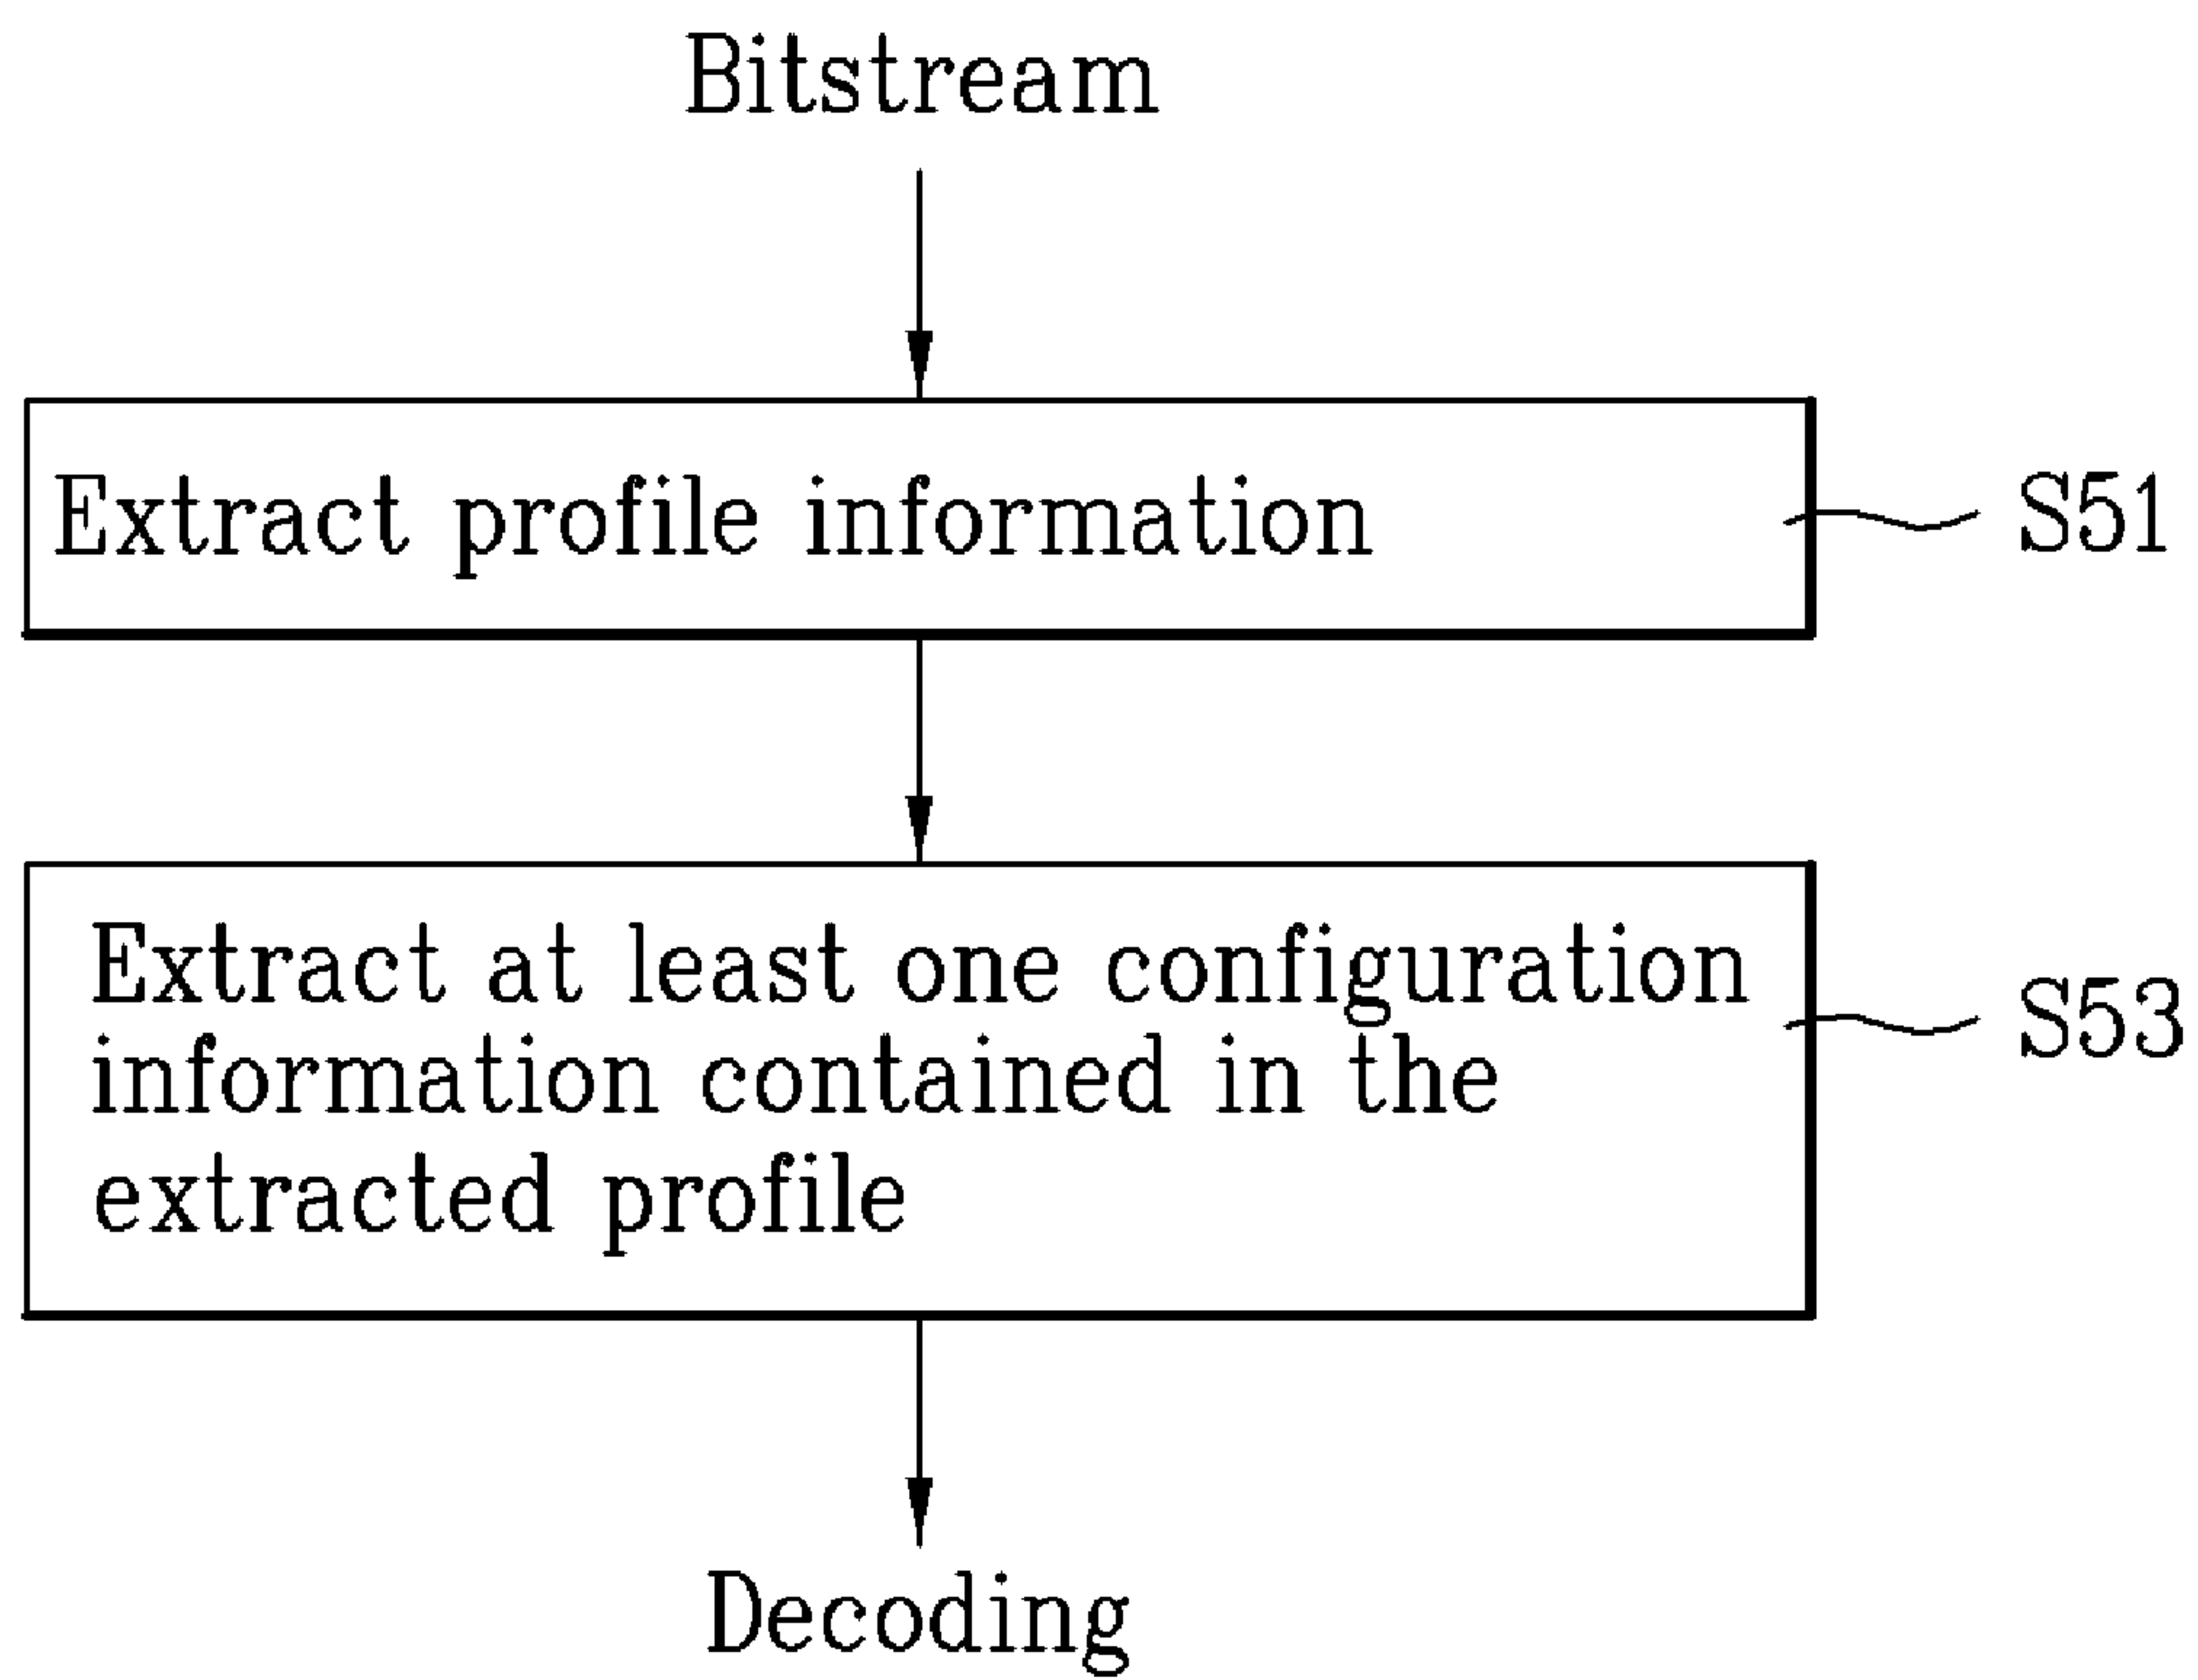 Bitstream
Extract profile information
S51
Extract at least one configuration
information contained in the
extracted profile
S53
Decoding